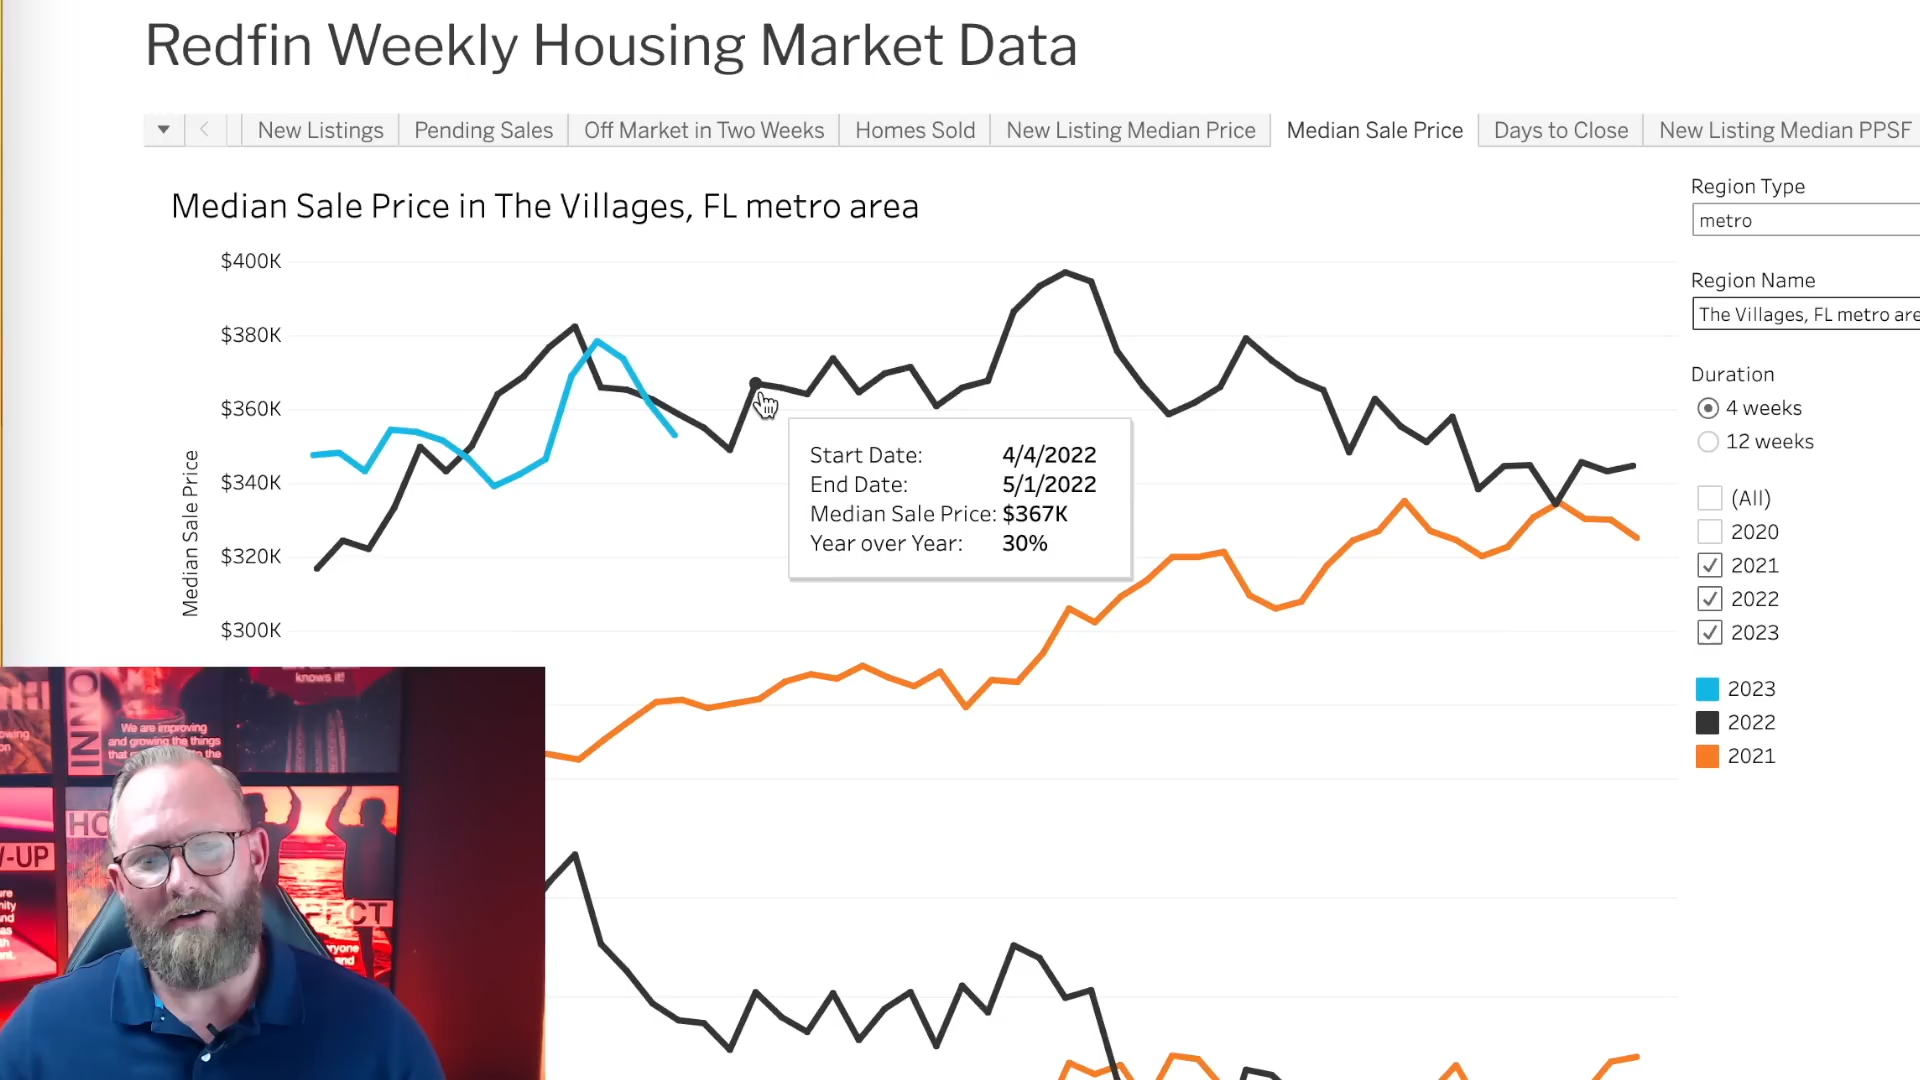 Redfin Weekly Housing Market Data
New Listings
Pending Sales
Off Market in Two Weeks
Homes Sold
New Listing Median Price
Median Sale Price
Days to Close
New Listing Median PPSF
Median Sale Price in The Villages, FL metro area
Region Type
metro
Region Name
The Villages, FL metro are
Duration
4 weeks
12 weeks
(All)
2020
2021
2022
2023
2023
2022
2021
$400K
$380K
$360K
$340K
$320K
$300K
Median Sale Price
Start Date: 4/4/2022
End Date: 5/1/2022
Median Sale Price: $367K
Year over Year: 30%
knows it!
INNO
We are improving
and growing the things
the
HO
W-UP
and